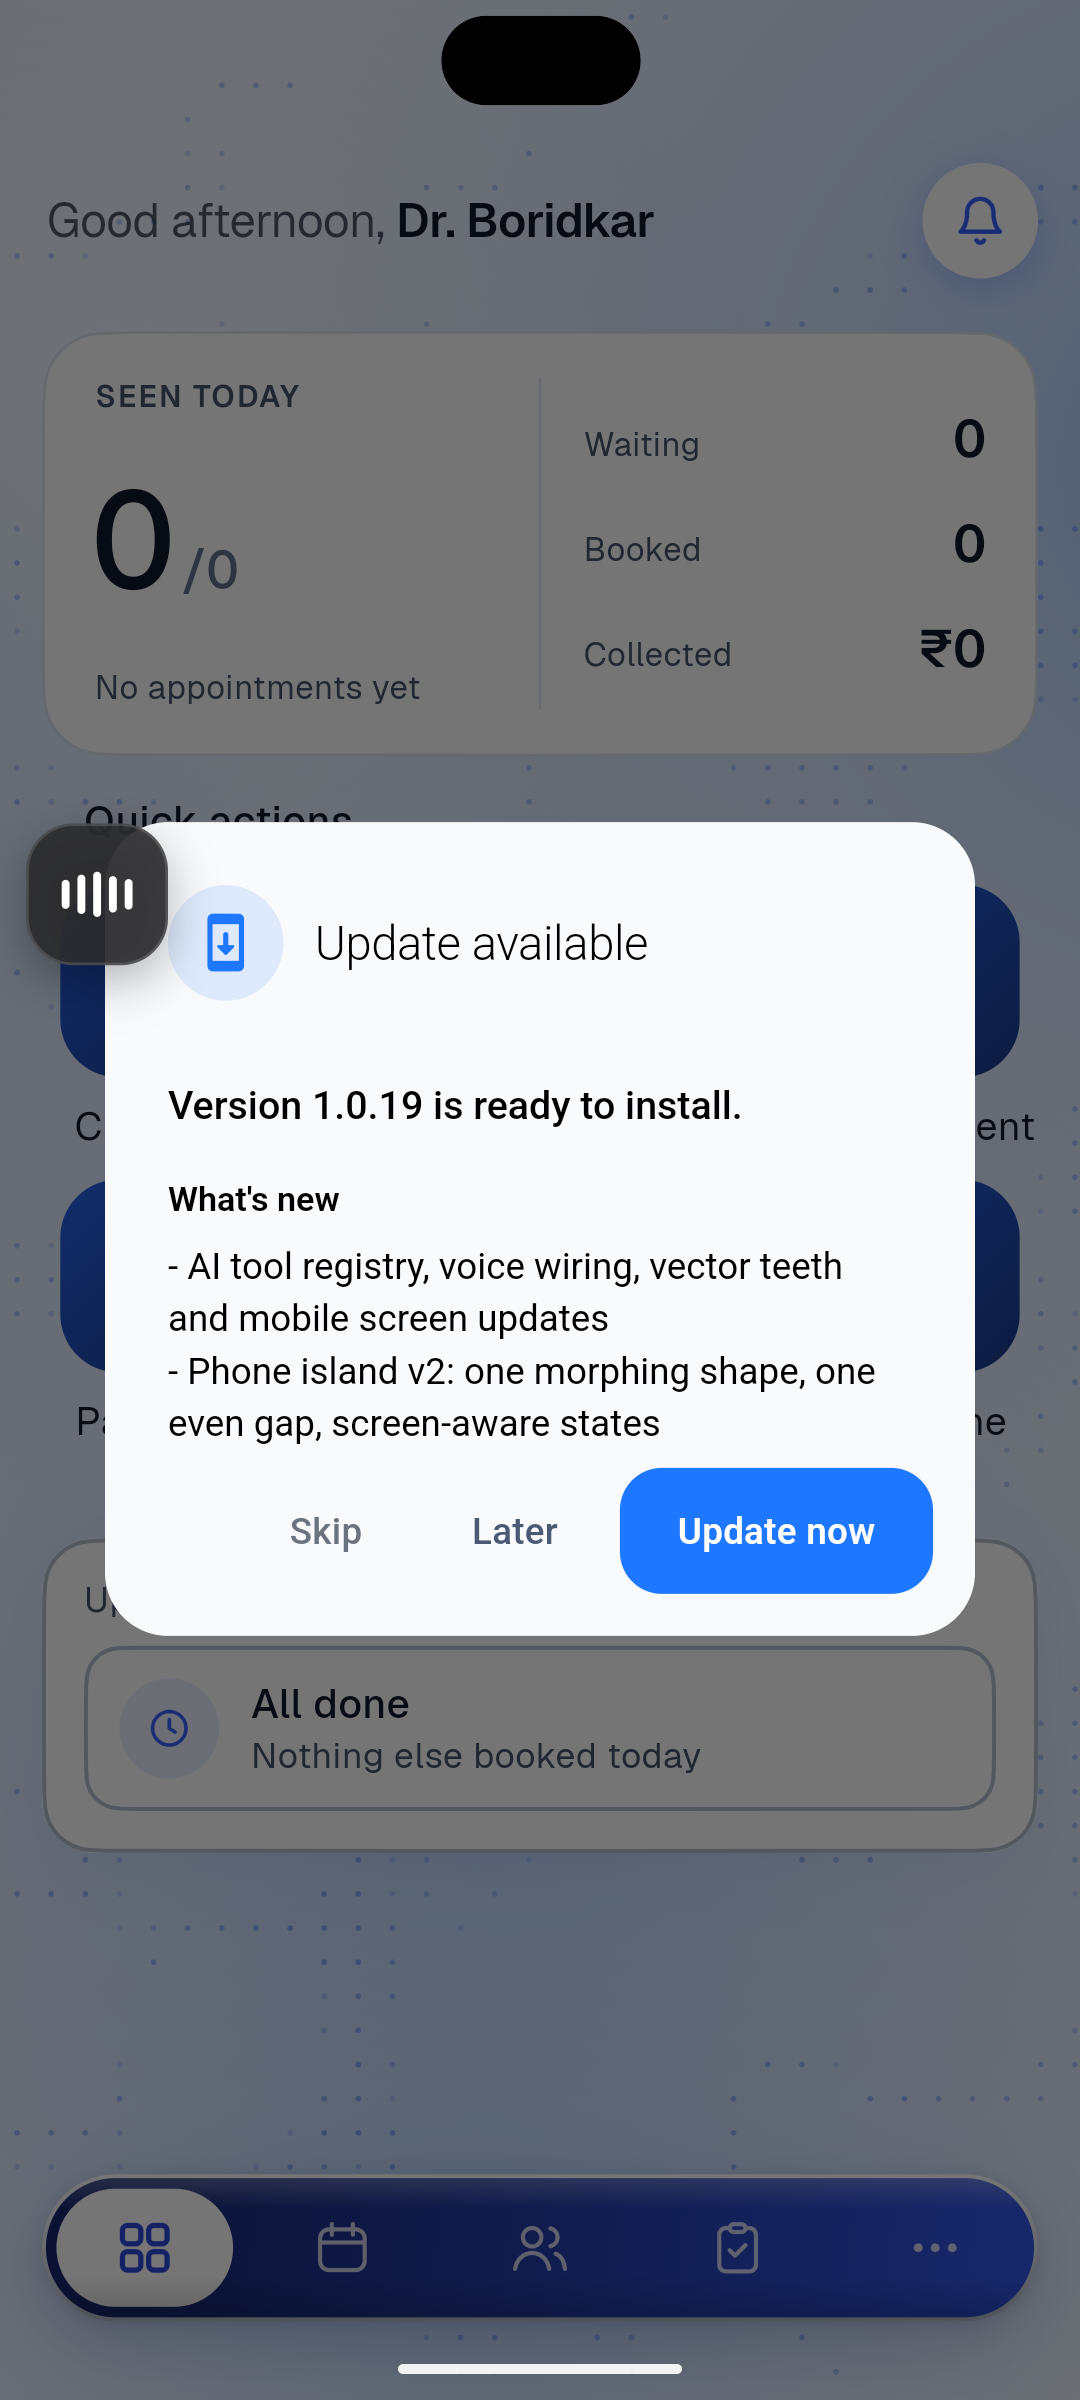 Good afternoon, Dr. Boridkar
SEEN TODAY
0/0
No appointments yet
Waiting 0
Booked 0
Collected ₹0
Quick actions
Update available
Version 1.0.19 is ready to install.
What's new
- AI tool registry, voice wiring, vector teeth
and mobile screen updates
- Phone island v2: one morphing shape, one
even gap, screen-aware states
Skip Later Update now
All done
Nothing else booked today